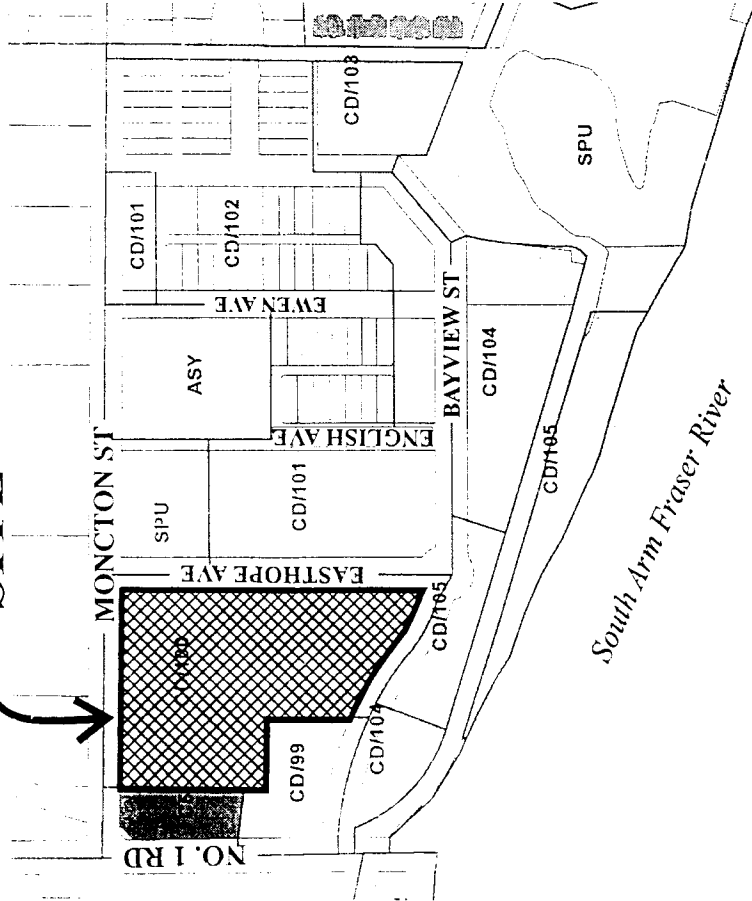 MONCTON ST
CD/101
CD/102
CD/103
SPU
EWEN AVE
ASY
BAYVIEW ST
CD/104
ENGLISH AVE
SPU
CD/101
CD/105
EASTHOPE AVE
CD/105
CD/99
CD/104
NO. 1 RD
South Arm Fraser River